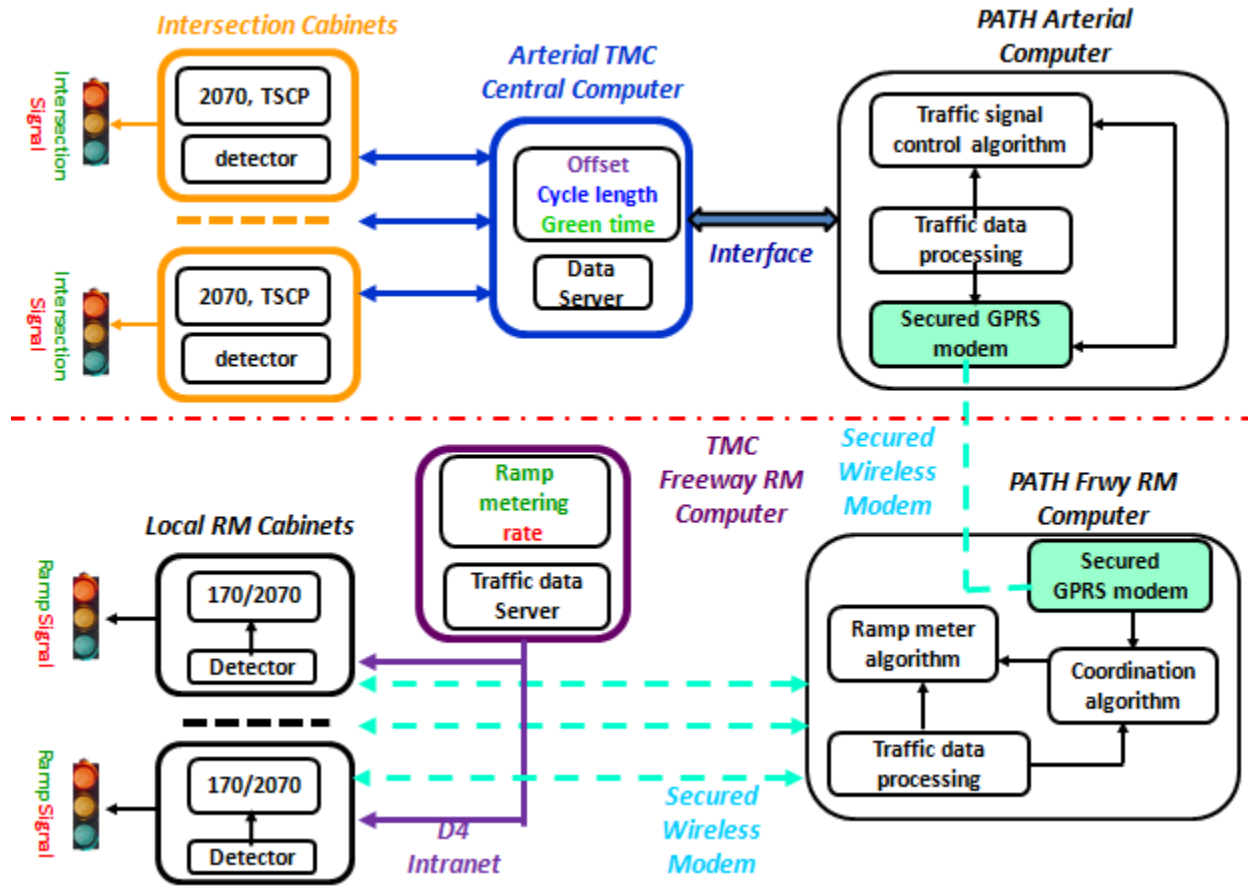 Intersection Cabinets
Intersection
Signal
2070, TSCP
detector
Intersection
Signal
2070, TSCP
detector
Arterial TMC
Central Computer
Offset
Cycle length
Green time
Data
Server
Interface
PATH Arterial
Computer
Traffic signal
control algorithm
Traffic data
processing
Secured GPRS
modem
Secured
Wireless
Modem
TMC
Freeway RM
Computer
Ramp
metering
rate
Traffic data
Server
Local RM Cabinets
Ramp Signal
170/2070
Detector
Ramp Signal
170/2070
Detector
D4
Intranet
Secured
Wireless
Modem
PATH Frwy RM
Computer
Secured
GPRS modem
Ramp meter
algorithm
Coordination
algorithm
Traffic data
processing